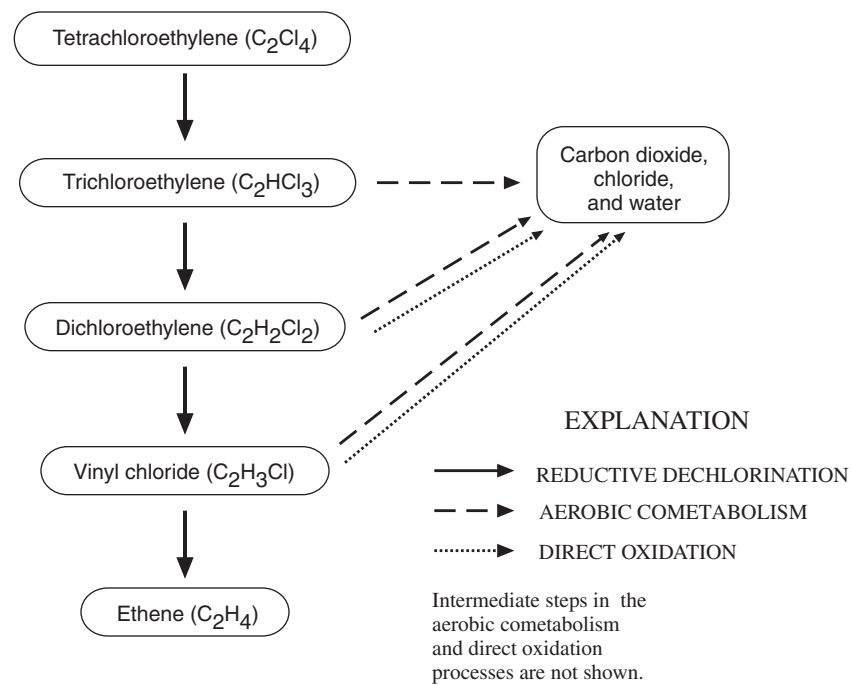 Tetrachloroethylene (C₂Cl₄)
Trichloroethylene (C₂HCl₃)
Carbon dioxide,
chloride,
and water
Dichloroethylene (C₂H₂Cl₂)
Vinyl chloride (C₂H₃Cl)
Ethene (C₂H₄)
EXPLANATION
REDUCTIVE DECHLORINATION
AEROBIC COMETABOLISM
DIRECT OXIDATION
Intermediate steps in the
aerobic cometabolism
and direct oxidation
processes are not shown.